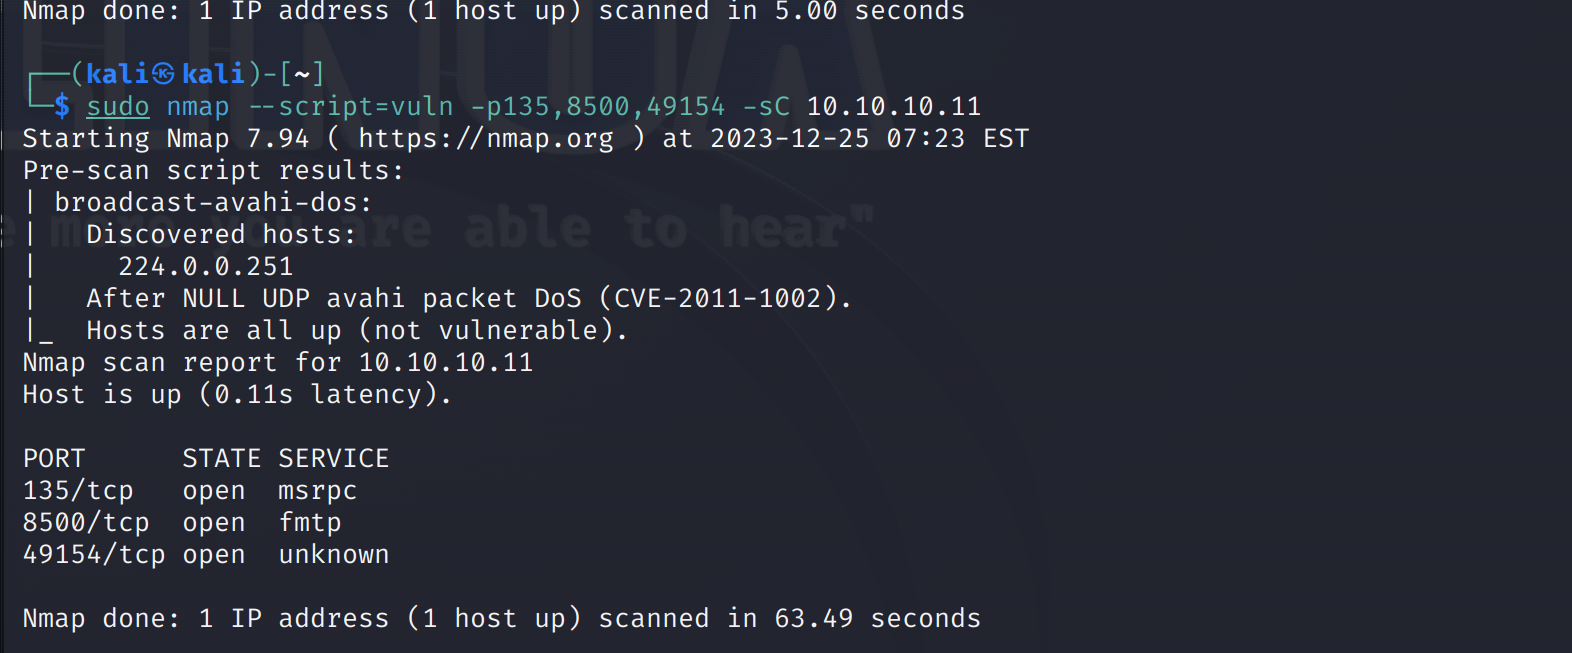 Nmap done: 1 IP address (1 host up) scanned in 5.00 seconds
┌──(kali㉿kali)-[~]
└─$ sudo nmap --script=vuln -p135,8500,49154 -sC 10.10.10.11
Starting Nmap 7.94 ( https://nmap.org ) at 2023-12-25 07:23 EST
Pre-scan script results:
| broadcast-avahi-dos:
|   Discovered hosts:
|     224.0.0.251
|   After NULL UDP avahi packet DoS (CVE-2011-1002).
|_  Hosts are all up (not vulnerable).
Nmap scan report for 10.10.10.11
Host is up (0.11s latency).
PORT      STATE SERVICE
135/tcp   open  msrpc
8500/tcp  open  fmtp
49154/tcp open  unknown
Nmap done: 1 IP address (1 host up) scanned in 63.49 seconds
are able to hear"